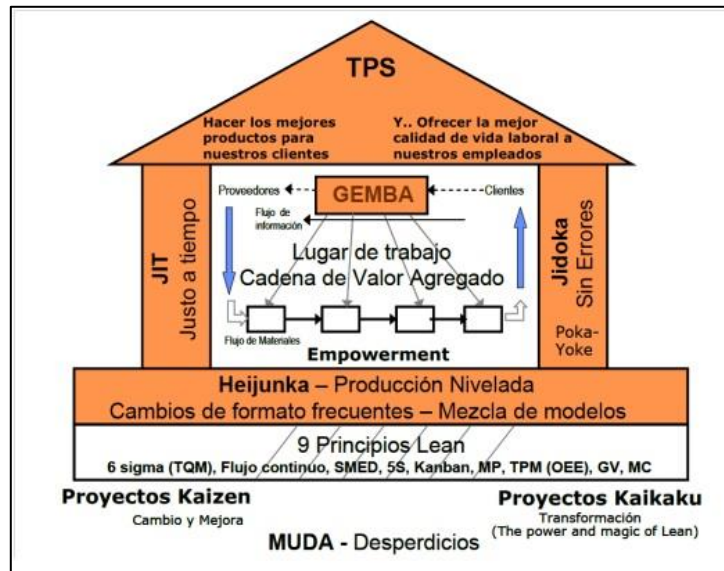 TPS
Hacer los mejores
productos para
nuestros clientes
Y.. Ofrecer la mejor
calidad de vida laboral a
nuestros empleados
Proveedores
GEMBA
Clientes
Flujo de
información
JIT
Justo a tiempo
Lugar de trabajo
Cadena de Valor Agregado
Flujo de Materiales
Empowerment
Jidoka
Sin Errores
Poka-
Yoke
Heijunka – Producción Nivelada
Cambios de formato frecuentes – Mezcla de modelos
9 Principios Lean
6 sigma (TQM), Flujo continuo, SMED, 5S, Kanban, MP, TPM (OEE), GV, MC
Proyectos Kaizen
Cambio y Mejora
Proyectos Kaikaku
Transformación
(The power and magic of Lean)
MUDA - Desperdicios